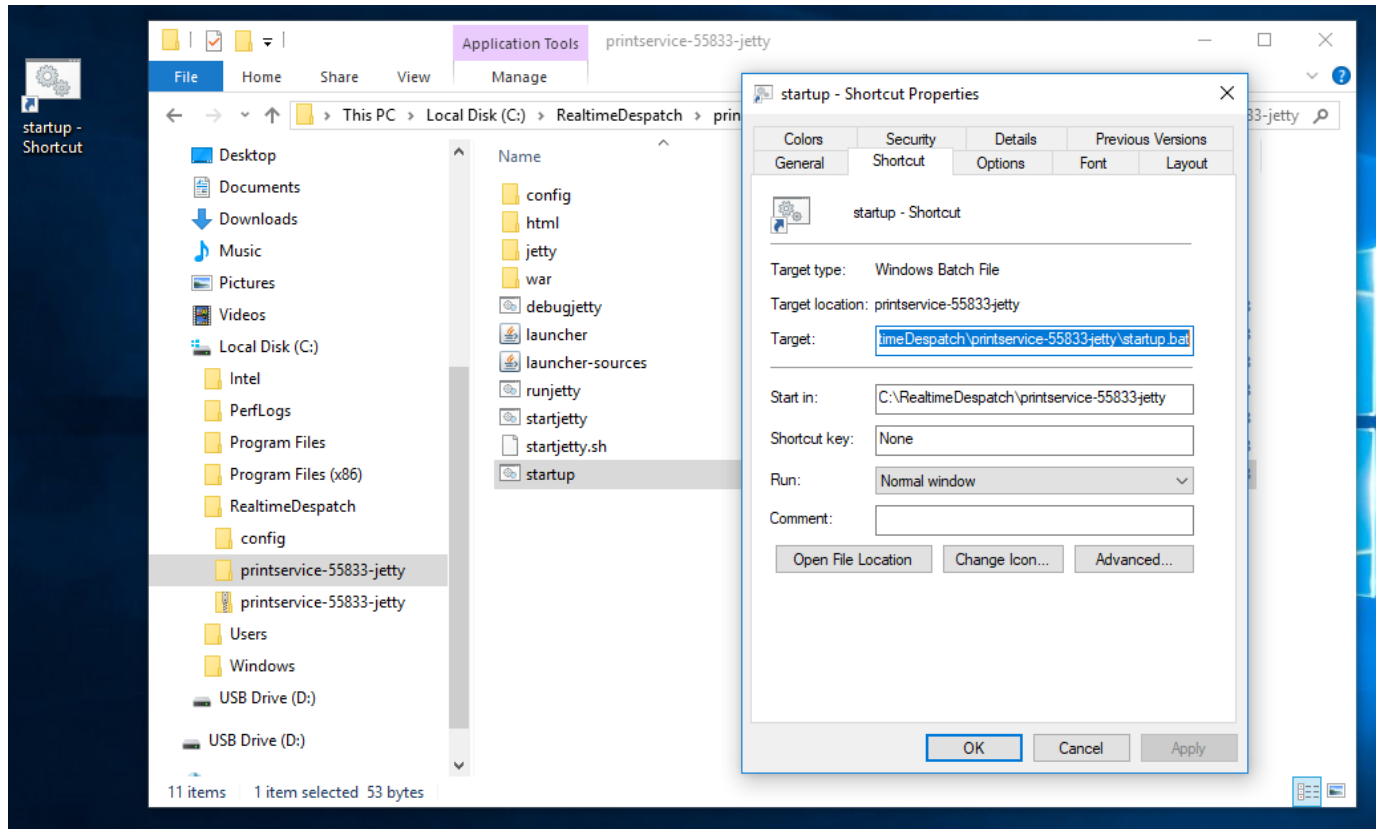 startup -
Shortcut
Application Tools
printservice-55833-jetty
File
Home
Share
View
Manage
?
This PC > Local Disk (C:) > RealtimeDespatch > prin
33-jetty
Desktop
Documents
Downloads
Music
Pictures
Videos
Local Disk (C:)
Intel
PerfLogs
Program Files
Program Files (x86)
RealtimeDespatch
config
printservice-55833-jetty
printservice-55833-jetty
Users
Windows
USB Drive (D:)
USB Drive (D:)
Name
config
html
jetty
war
debugjetty
launcher
launcher-sources
runjetty
startjetty
startjetty.sh
startup
11 items
1 item selected 53 bytes
startup - Shortcut Properties
Colors
Security
Details
Previous Versions
General
Shortcut
Options
Font
Layout
startup - Shortcut
Target type: Windows Batch File
Target location: printservice-55833-jetty
Target: timeDespatch\printservice-55833-jetty\startup.bat
Start in: C:\RealtimeDespatch\printservice-55833-jetty
Shortcut key: None
Run: Normal window
Comment:
Open File Location
Change Icon...
Advanced...
OK
Cancel
Apply